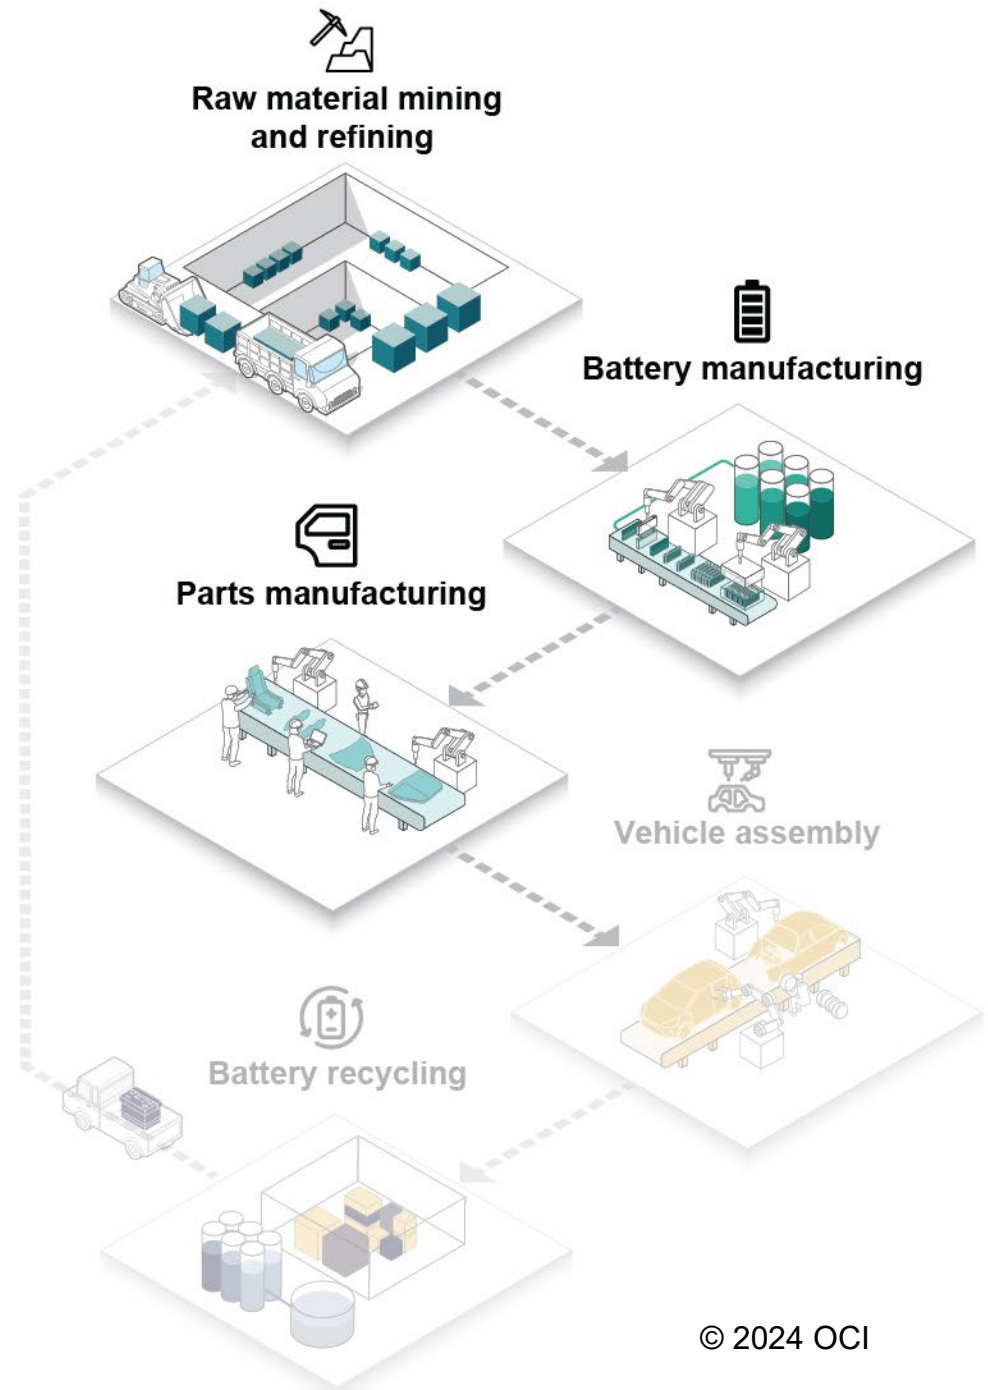 Raw material mining
and refining
Battery manufacturing
Parts manufacturing
Vehicle assembly
Battery recycling
© 2024 OCI